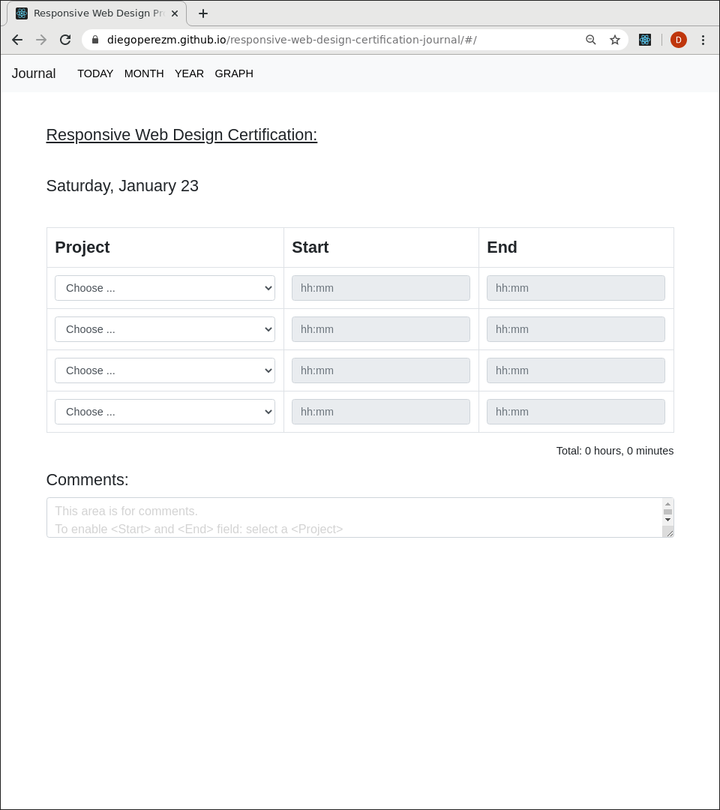 Responsive Web Design Pr
diegoperezm.github.io/responsive-web-design-certification-journal/#/
D
Journal TODAY MONTH YEAR GRAPH
Responsive Web Design Certification:
Saturday, January 23
Project Start End
Choose ... hh:mm hh:mm
Choose ... hh:mm hh:mm
Choose ... hh:mm hh:mm
Choose ... hh:mm hh:mm
Total: 0 hours, 0 minutes
Comments:
This area is for comments.
To enable <Start> and <End> field: select a <Project>